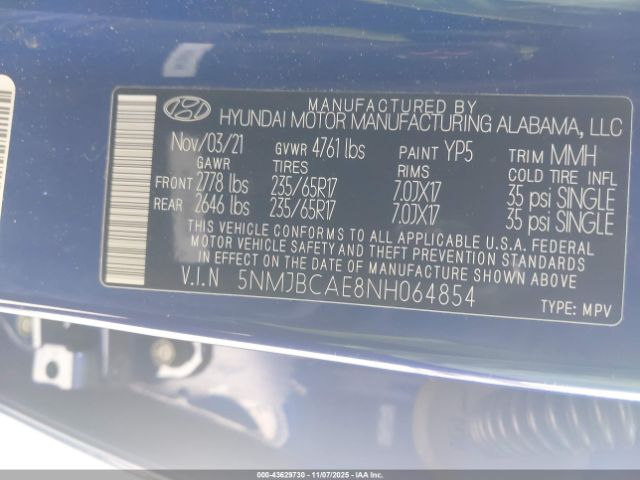 MANUFACTURED BY
HYUNDAI MOTOR MANUFACTURING ALABAMA, LLC
Nov/03/21 GVWR 4761 lbs PAINT YP5 TRIM MMH
GAWR TIRES RIMS COLD TIRE INFL
FRONT 2778 lbs 235/65R17 7.0JX17 35 psi SINGLE
REAR 2646 lbs 235/65R17 7.0JX17 35 psi SINGLE
THIS VEHICLE CONFORMS TO ALL APPLICABLE U.S.A. FEDERAL
MOTOR VEHICLE SAFETY AND THEFT PREVENTION STANDARDS
IN EFFECT ON THE DATE OF MANUFACTURE SHOWN ABOVE
V.I.N 5NMJBCAE8NH064854
TYPE: MPV
000-43629730 - 11/07/2025 - IAAI.COM